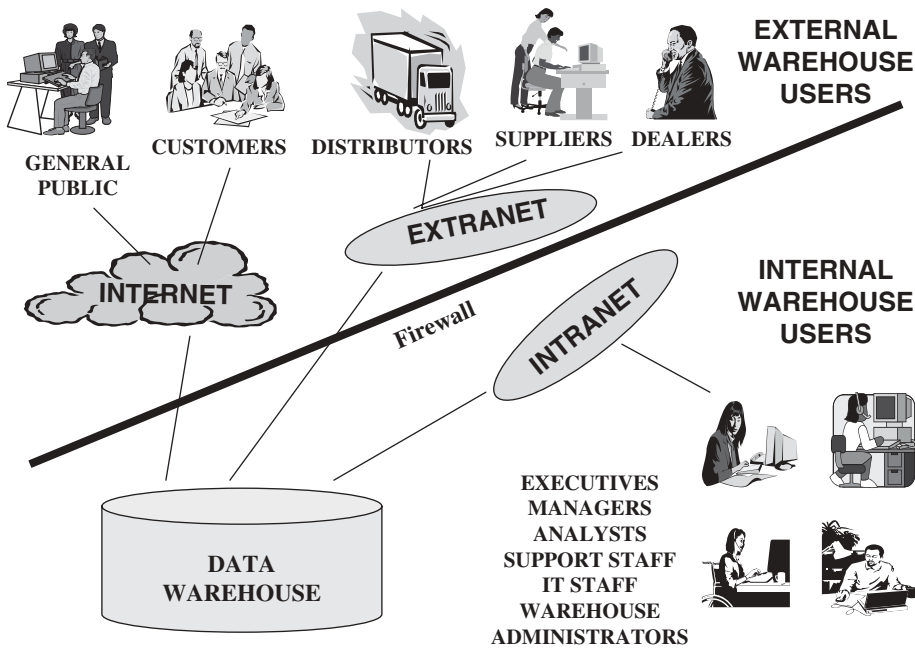 EXTERNAL
WAREHOUSE
USERS
GENERAL
PUBLIC
CUSTOMERS
DISTRIBUTORS
SUPPLIERS
DEALERS
EXTRANET
INTERNET
Firewall
INTRANET
INTERNAL
WAREHOUSE
USERS
EXECUTIVES
MANAGERS
ANALYSTS
SUPPORT STAFF
IT STAFF
WAREHOUSE
ADMINISTRATORS
DATA
WAREHOUSE